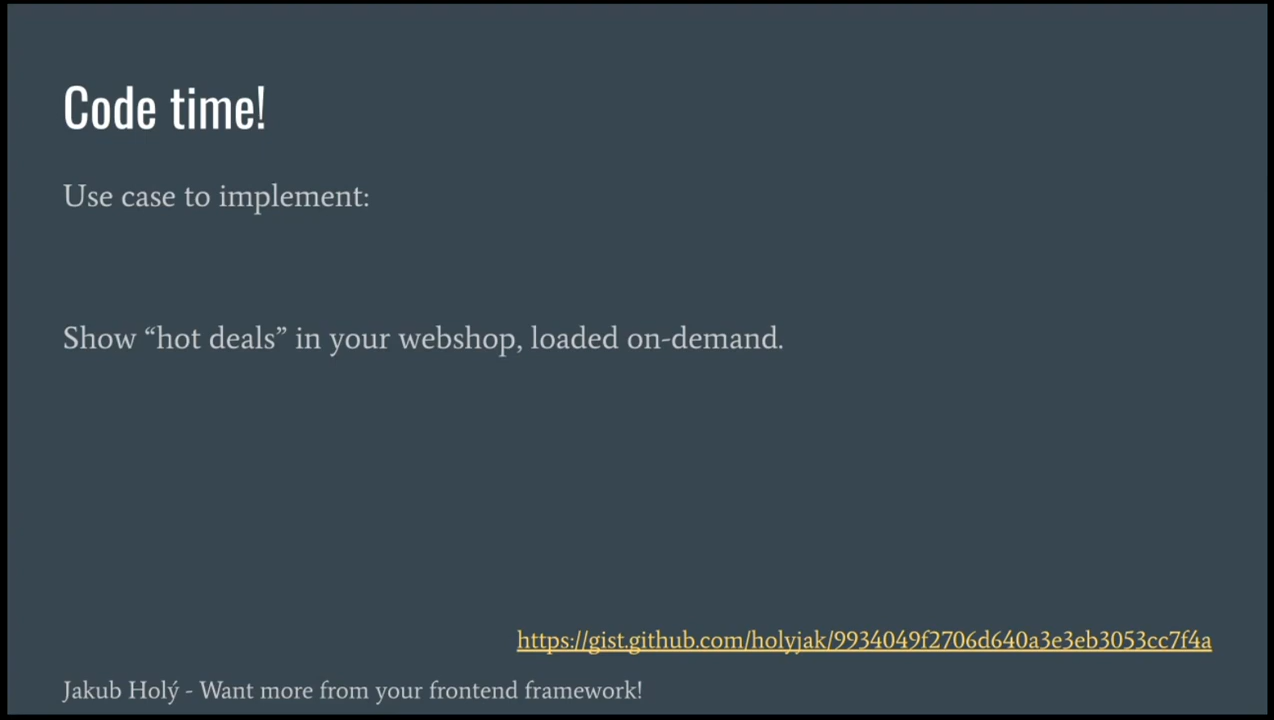 Code time!
Use case to implement:
Show “hot deals” in your webshop, loaded on-demand.
https://gist.github.com/holyjak/9934049f2706d640a3e3eb3053cc7f4a
Jakub Holý - Want more from your frontend framework!